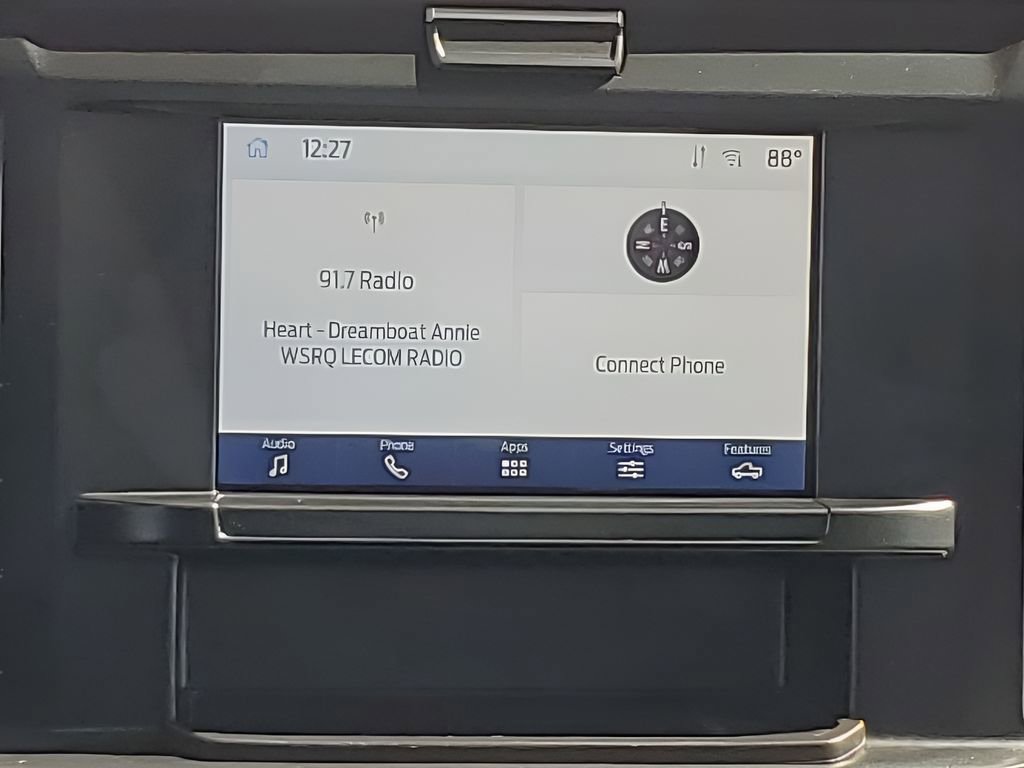 12:27
88°
91.7 Radio
Heart - Dreamboat Annie
WSRQ LECOM RADIO
E
N
S
W
Connect Phone
Audio
Phone
Apps
Settings
Features